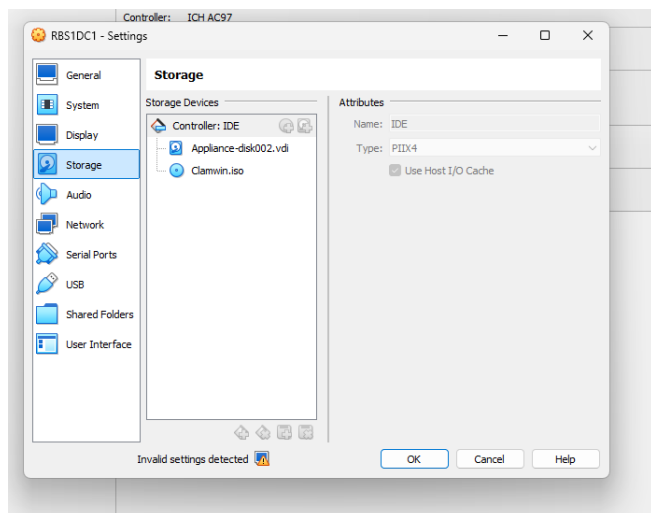 Controller: ICH AC97
RBS1DC1 - Settings
General
System
Display
Storage
Audio
Network
Serial Ports
USB
Shared Folders
User Interface
Storage
Storage Devices
Controller: IDE
Appliance-disk002.vdi
Clamwin.iso
Attributes
Name: IDE
Type: PIIX4
Use Host I/O Cache
Invalid settings detected
OK Cancel Help